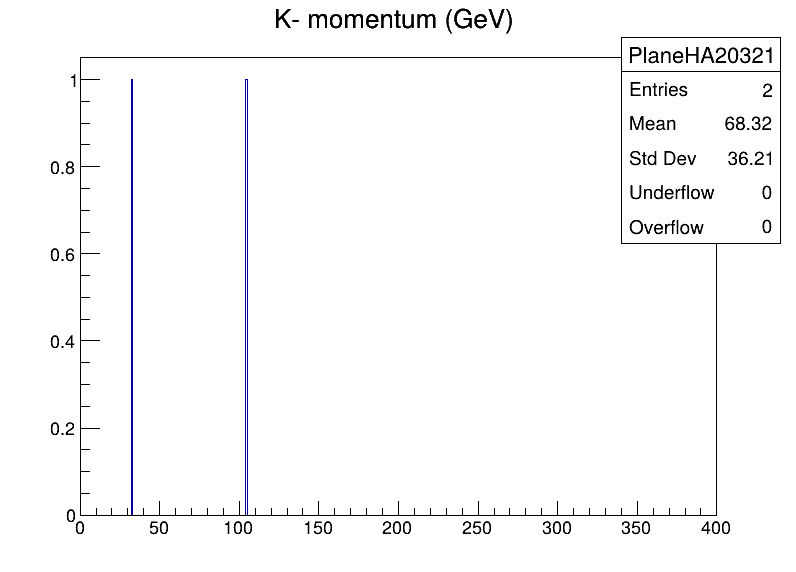 K- momentum (GeV)
PlaneHA20321
Entries 2
Mean 68.32
Std Dev 36.21
Underflow 0
Overflow 0
1
0.8
0.6
0.4
0.2
0
0 50 100 150 200 250 300 350 400